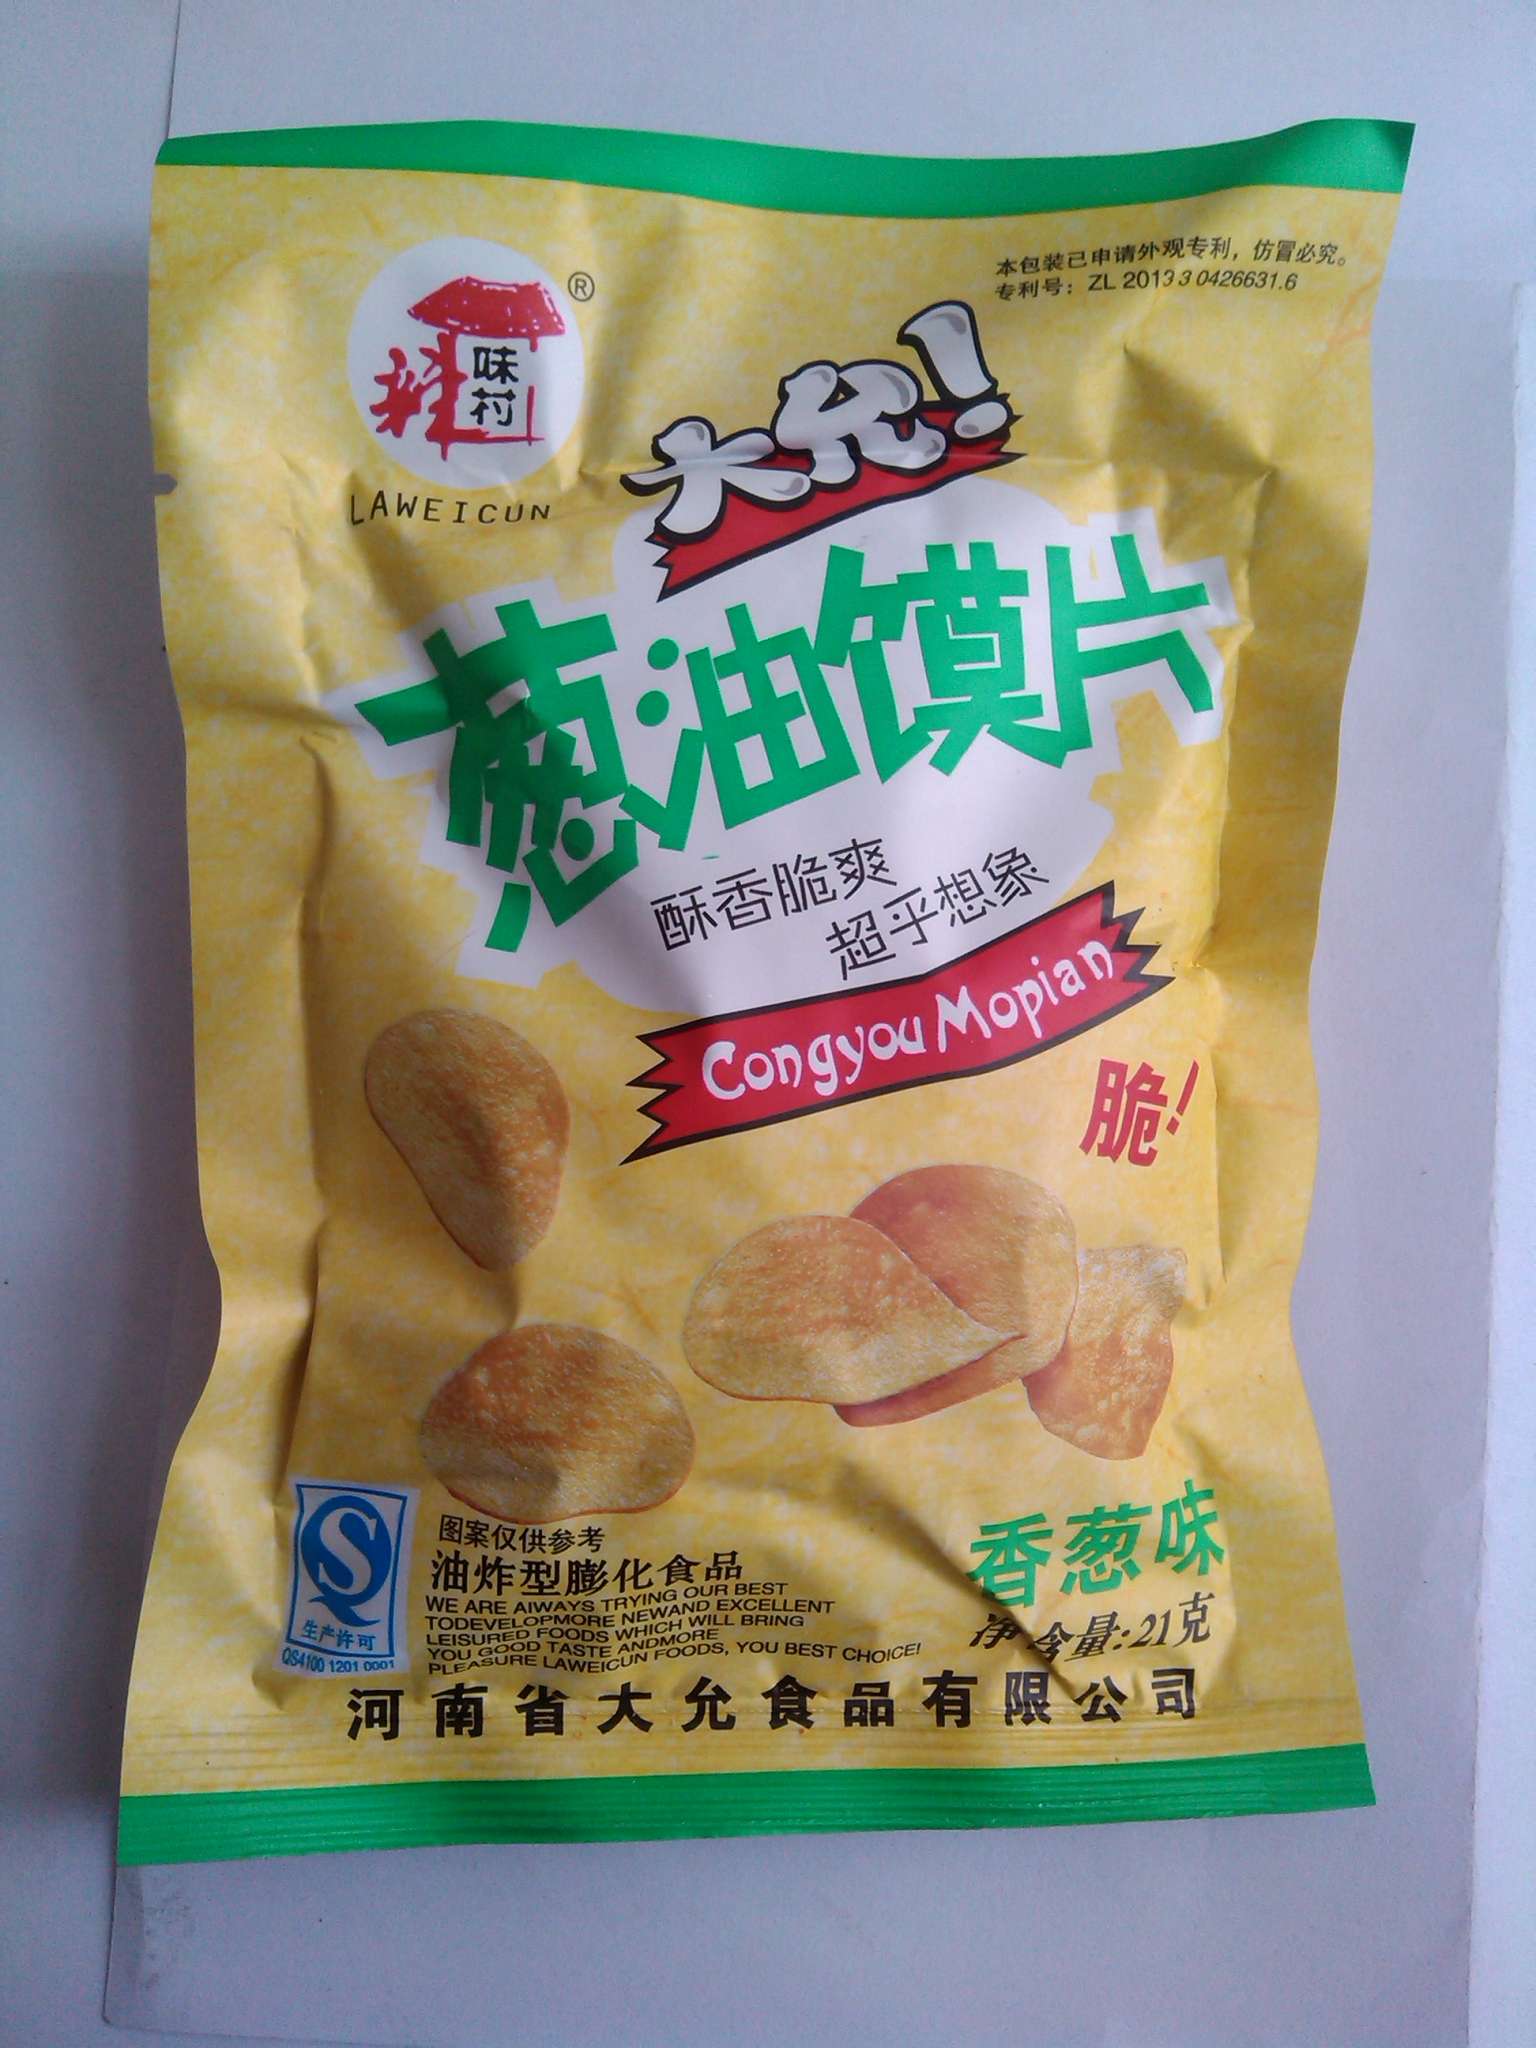 本包装已申请外观专利，仿冒必究。
专利号：ZL 2013 3 0426631.6
®
辣味村
LAWEICUN
大允！
葱油馍片
酥香脆爽
超乎想象
Congyou Mopian
脆！
香葱味
净含量：21克
图案仅供参考
油炸型膨化食品
WE ARE AIWAYS TRYING OUR BEST
TODEVELOPMORE NEWAND EXCELLENT
LEISURED FOODS WHICH WILL BRING
YOU GOOD TASTE ANDMORE
PLEASURE LAWEICUN FOODS, YOU BEST CHOICE!
生产许可
QS4100 1201 0001
河南省大允食品有限公司